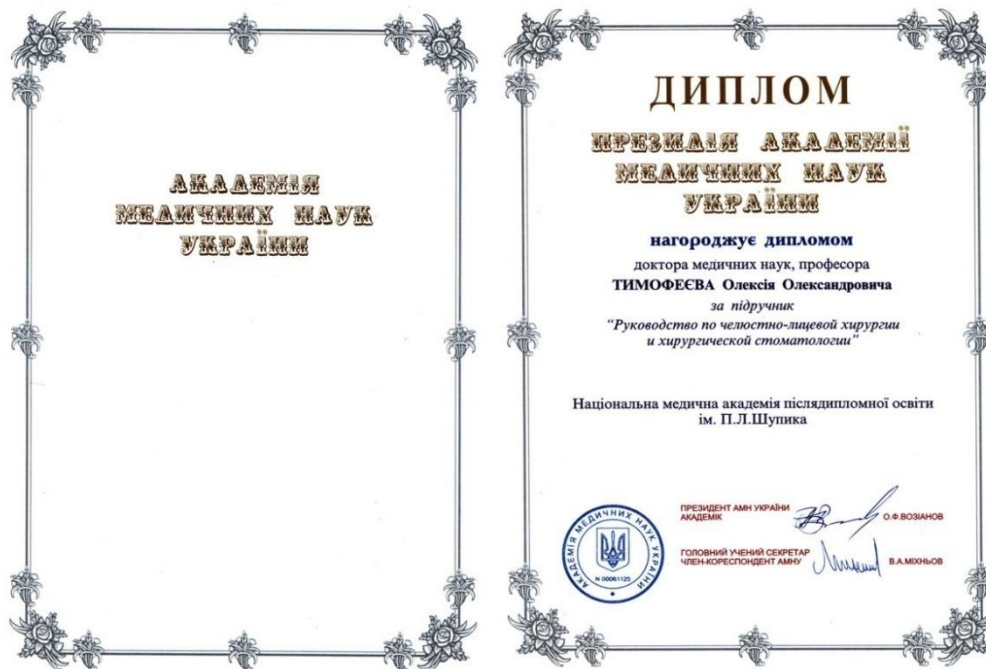 АКАДЕМІЯ
МЕДИЧНИХ НАУК
УКРАЇНИ
ДИПЛОМ
ПРЕЗИДІЯ АКАДЕМІЇ
МЕДИЧНИХ НАУК
УКРАЇНИ
нагороджує дипломом
доктора медичних наук, професора
ТИМОФЕЄВА Олексія Олександровича
за підручник
“Руководство по челюстно-лицевой хирургии
и хирургической стоматологии”
Національна медична академія післядипломної освіти
ім. П.Л.Шупика
АКАДЕМІЯ МЕДИЧНИХ НАУК УКРАЇНИ
N 00061125
ПРЕЗИДЕНТ АМН УКРАЇНИ
АКАДЕМІК
О.Ф.ВОЗІАНОВ
ГОЛОВНИЙ УЧЕНИЙ СЕКРЕТАР
ЧЛЕН-КОРЕСПОНДЕНТ АМНУ
В.А.МІХНЬОВ